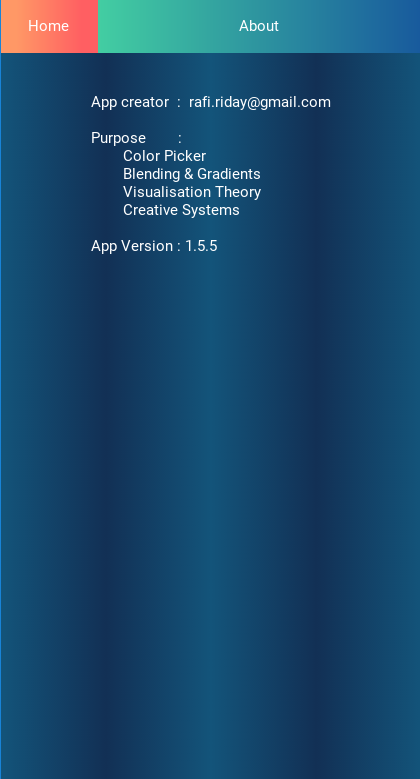 Home
About
App creator  :  rafi.riday@gmail.com
Purpose        :
Color Picker
Blending & Gradients
Visualisation Theory
Creative Systems
App Version : 1.5.5